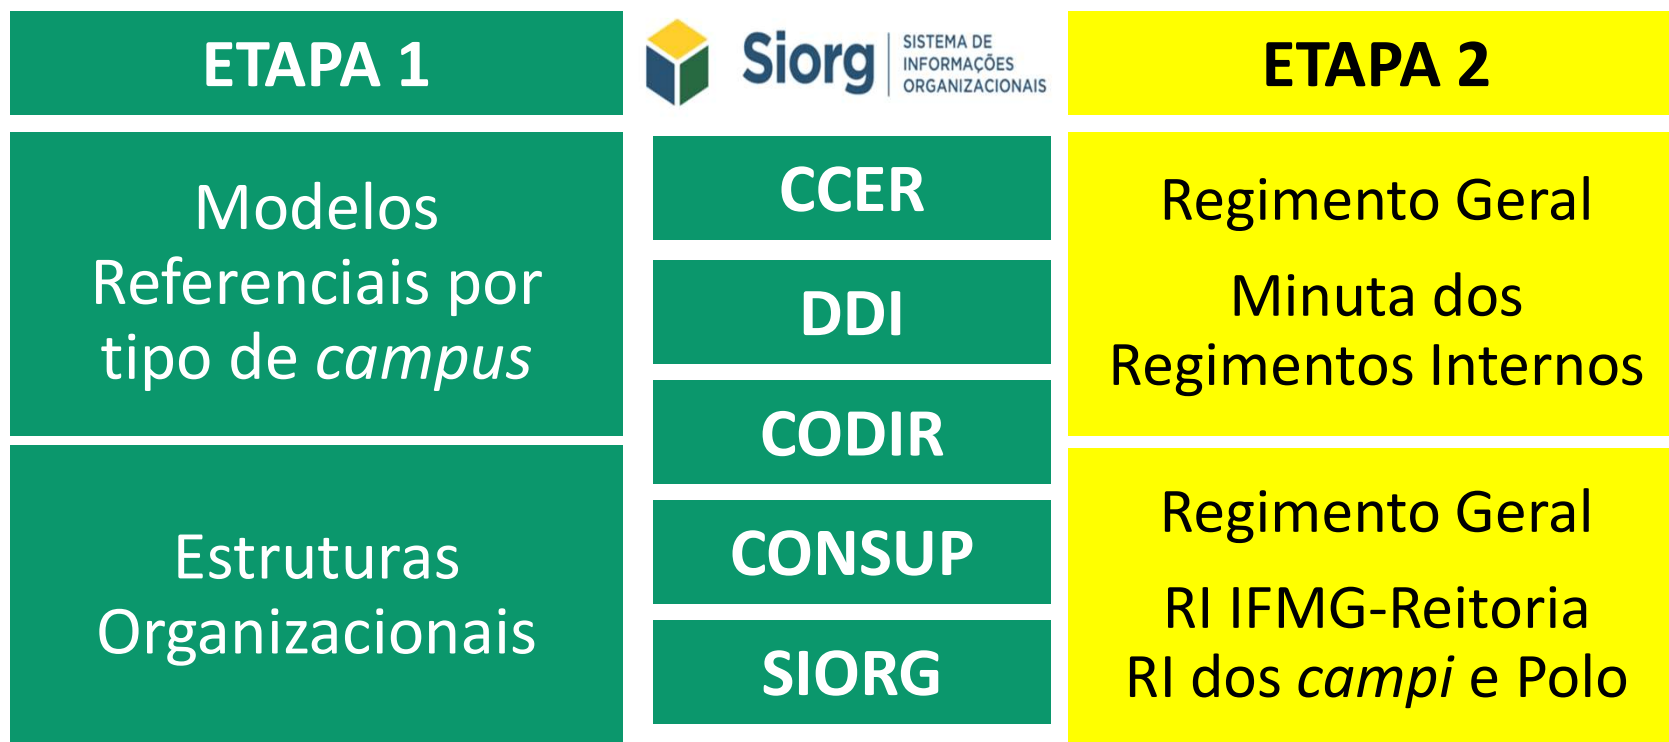 ETAPA 1
Modelos
Referenciais por
tipo de campus
Estruturas
Organizacionais
Siorg
SISTEMA DE
INFORMAÇÕES
ORGANIZACIONAIS
CCER
DDI
CODIR
CONSUP
SIORG
ETAPA 2
Regimento Geral
Minuta dos
Regimentos Internos
Regimento Geral
RI IFMG-Reitoria
RI dos campi e Polo